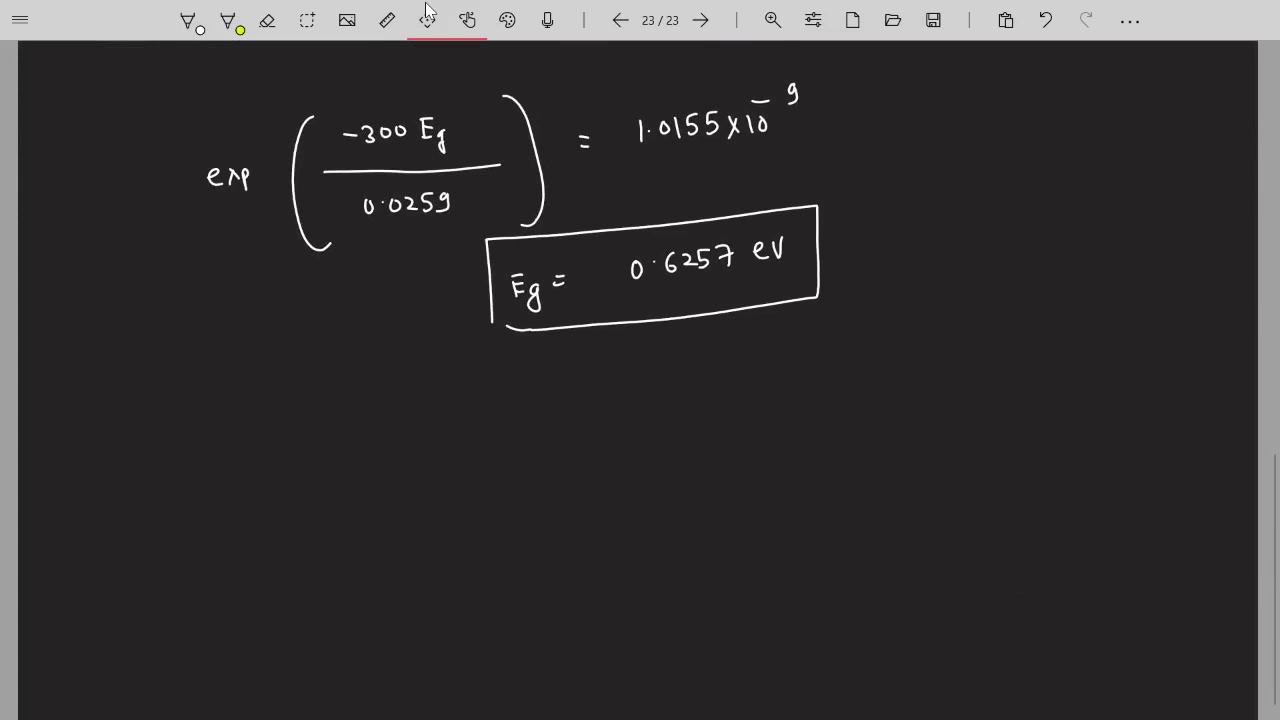 23 / 23
exp ( -300 Eg / 0.0259 ) = 1.0155 × 10^-9
Eg = 0.6257 eV